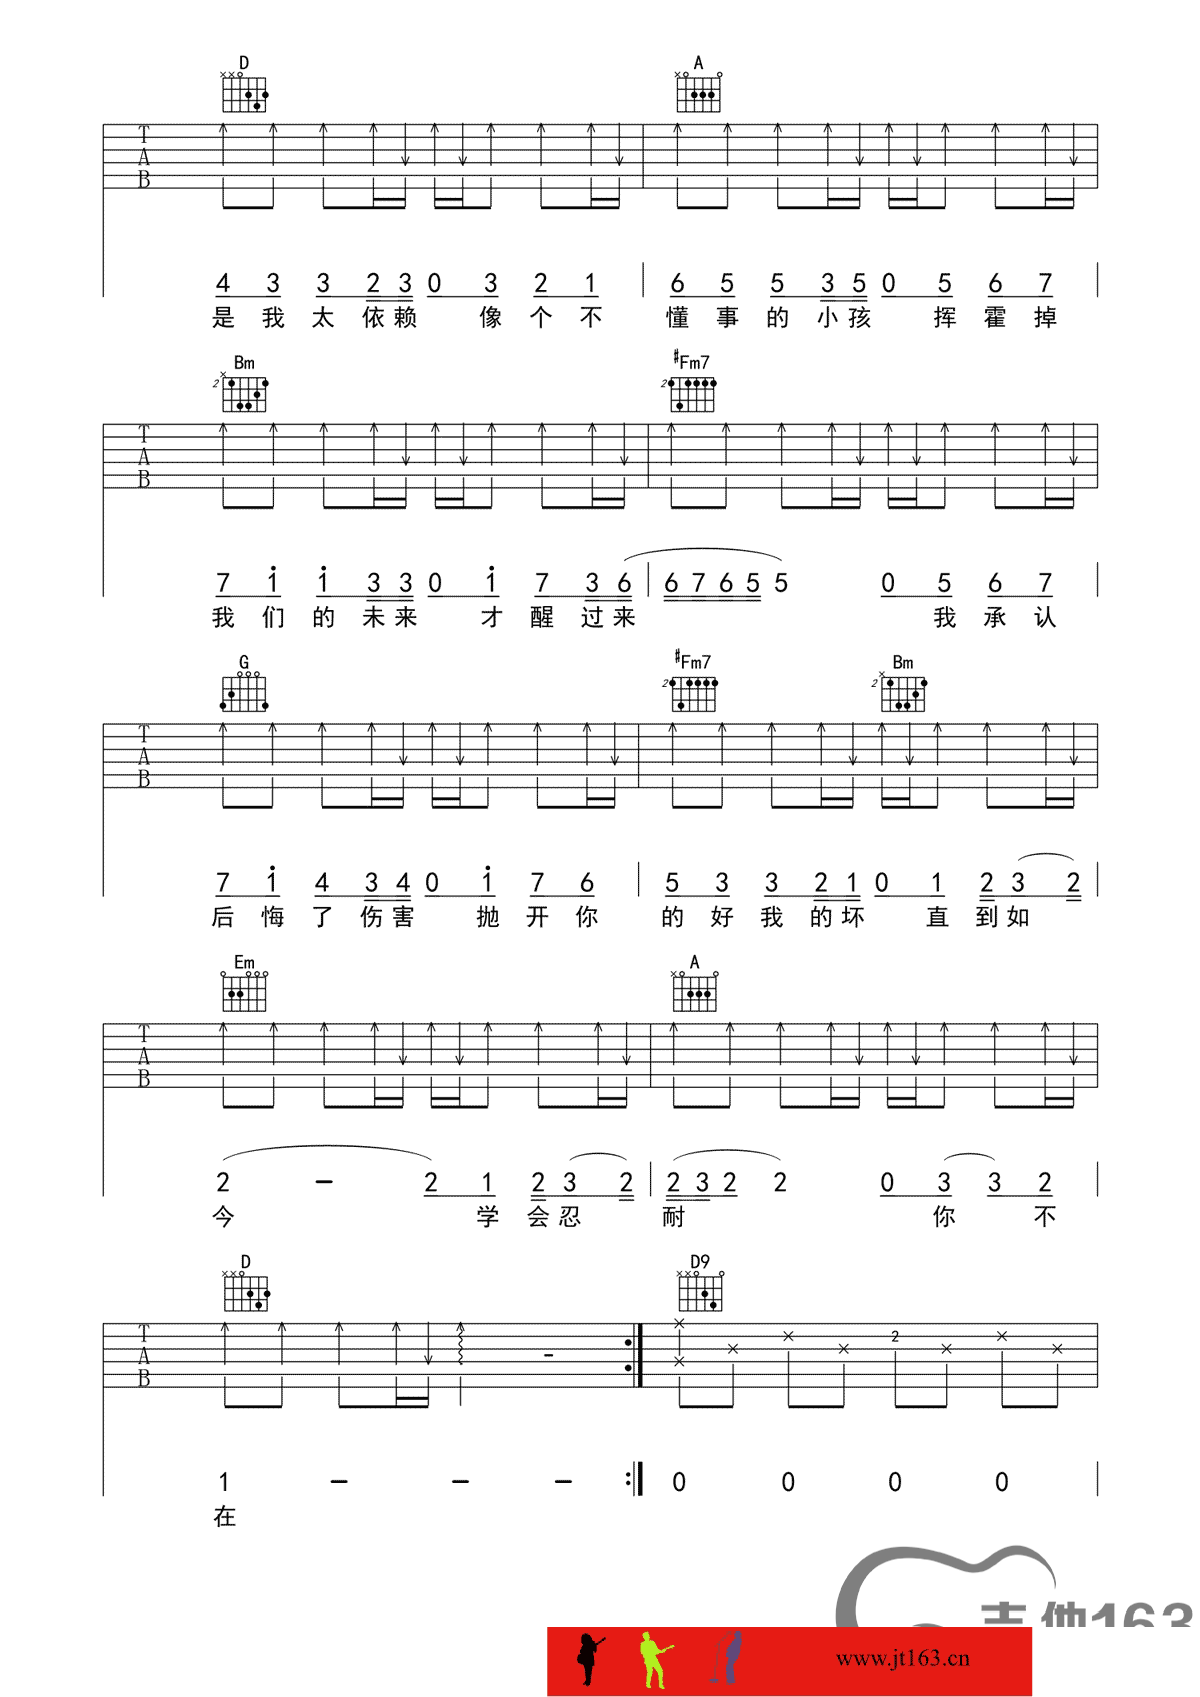 D A
T
A
B
4 3 3 2 3 0 3 2 1 6 5 5 3 5 0 5 6 7
是 我 太 依 赖 像 个 不 懂 事 的 小 孩 挥 霍 掉
Bm #Fm7
2 2
T
A
B
7 1 1 3 3 0 1 7 3 6 6 7 6 5 5 0 5 6 7
我 们 的 未 来 才 醒 过 来 我 承 认
G #Fm7 Bm
2 2
T
A
B
7 1 4 3 4 0 1 7 6 5 3 3 2 1 0 1 2 3 2
后 悔 了 伤 害 抛 开 你 的 好 我 的 坏 直 到 如
Em A
T
A
B
2 – 2 1 2 3 2 2 3 2 2 0 3 3 2
今 学 会 忍 耐 你 不
D D9
T
A
B
2
1 – – – 0 0 0 0
在
吉他163
www.jt163.cn